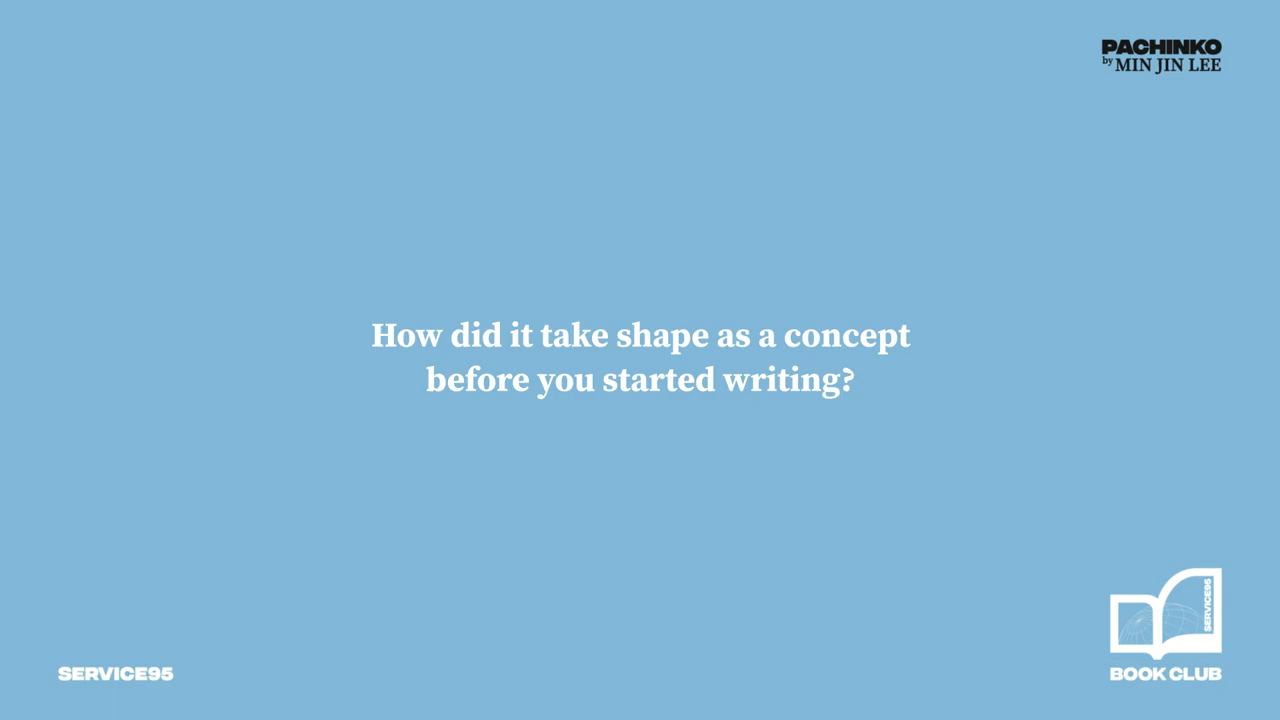 PACHINKO
by MIN JIN LEE
How did it take shape as a concept
before you started writing?
SERVICE95
SERVICE95
BOOK CLUB